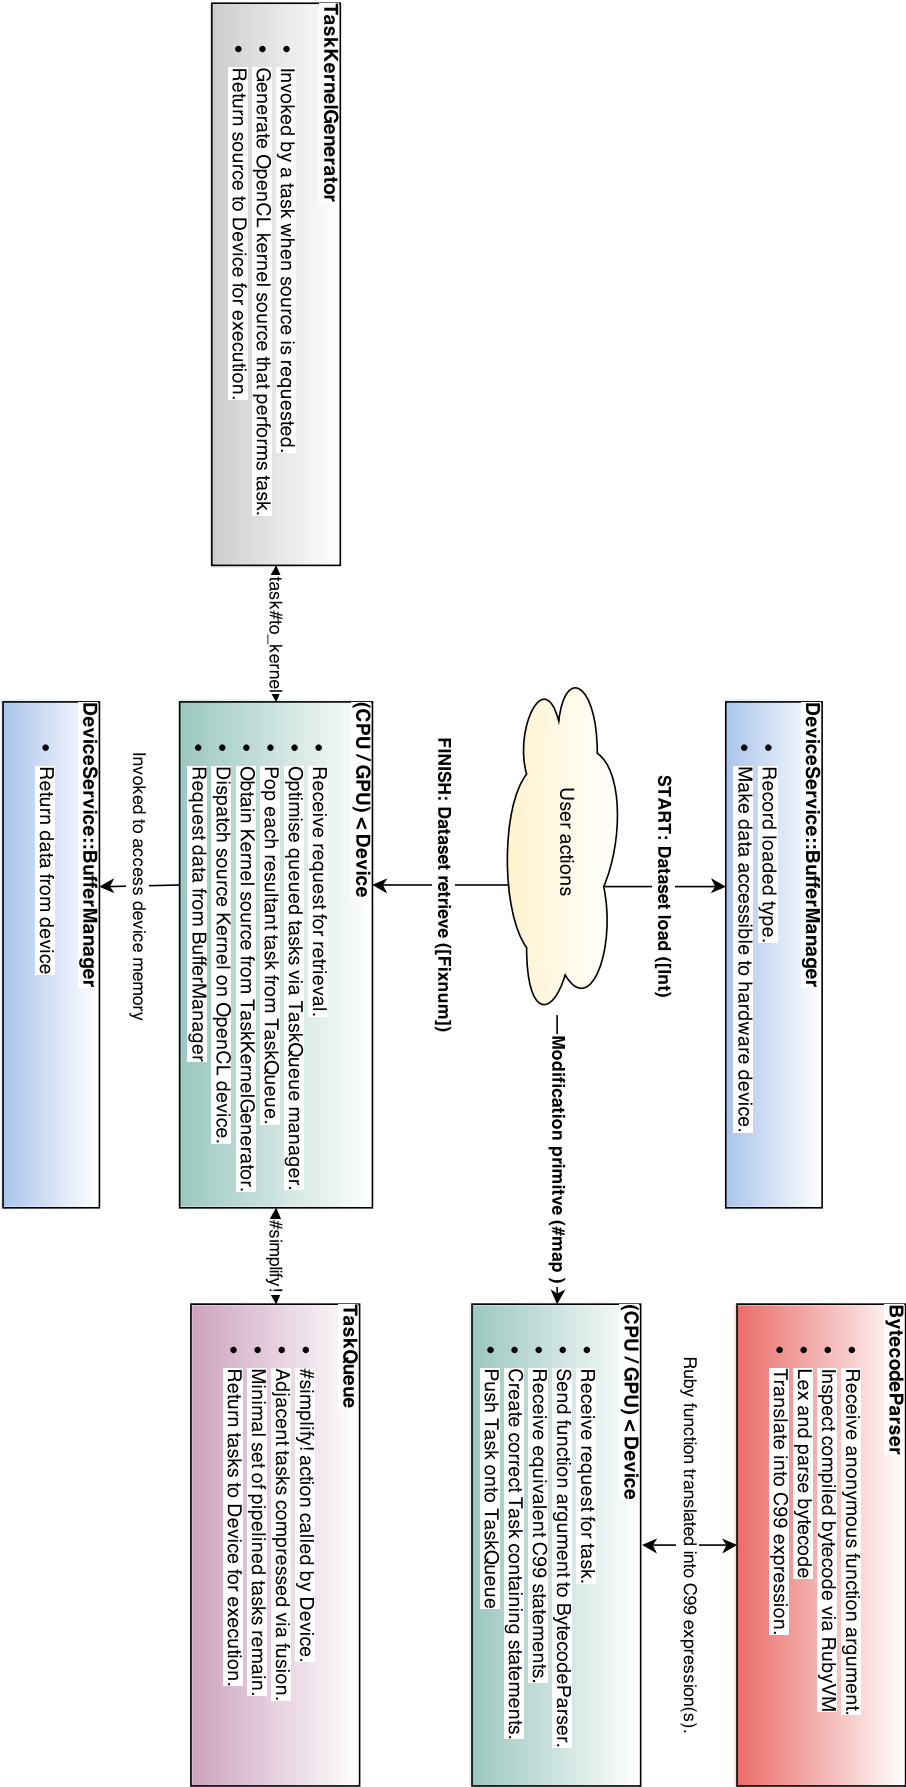 BytecodeParser
Receive anonymous function argument.
Inspect compiled bytecode via RubyVM
Lex and parse bytecode
Translate into C99 expression.
Ruby function translated into C99 expression(s).
DeviceService::BufferManager
Record loaded type.
Make data accessible to hardware device.
START: Dataset load ([Int)
User actions
Modification primitve (#map )
(CPU / GPU) < Device
Receive request for task.
Send function argument to BytecodeParser.
Receive equivalent C99 statements.
Create correct Task containing statements.
Push Task onto TaskQueue
FINISH: Dataset retrieve ([Fixnum])
TaskKernelGenerator
Invoked by a task when source is requested.
Generate OpenCL kernel source that performs task.
Return source to Device for execution.
task#to_kernel
(CPU / GPU) < Device
Receive request for retrieval.
Optimise queued tasks via TaskQueue manager.
Pop each resultant task from TaskQueue.
Obtain Kernel source from TaskKernelGenerator.
Dispatch source Kernel on OpenCL device.
Request data from BufferManager
#simplify!
TaskQueue
#simplify! action called by Device.
Adjacent tasks compressed via fusion.
Minimal set of pipelined tasks remain.
Return tasks to Device for execution.
Invoked to access device memory
DeviceService::BufferManager
Return data from device